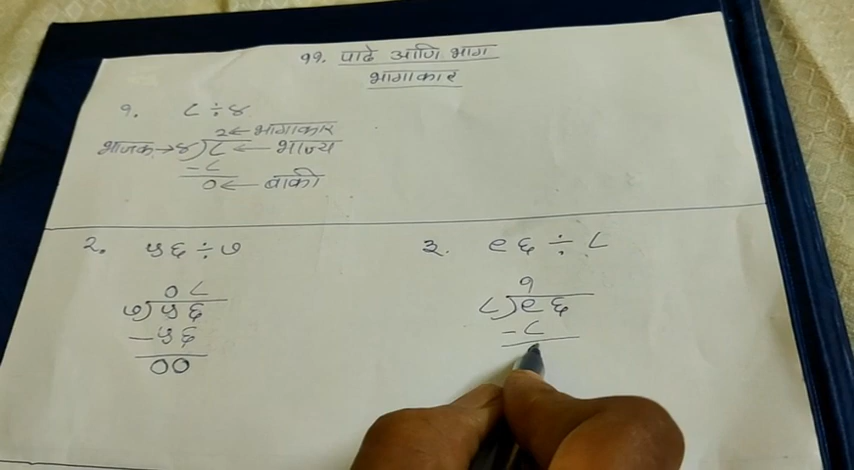 ११. पाढे आणि भाग
भागाकार
१. ८÷४
२ ← भागाकार
भाजक → ४) ८ ← भाज्य
-८
० ← बाकी
२. ५६÷७
०८
७) ५६
-५६
००
३. ९६÷८
१
८) ९६
-८